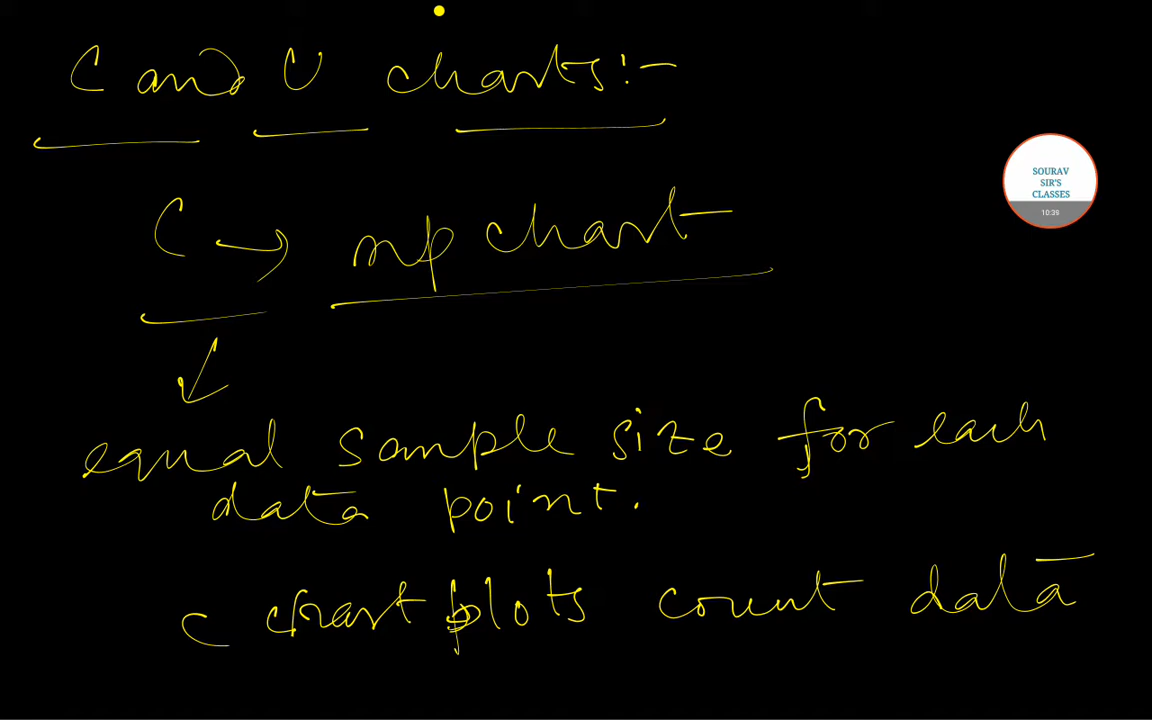 C and U charts:-
C → np chart
equal sample size for each
data point.
C chart plots count data
SOURAV
SIR'S
CLASSES
10:39